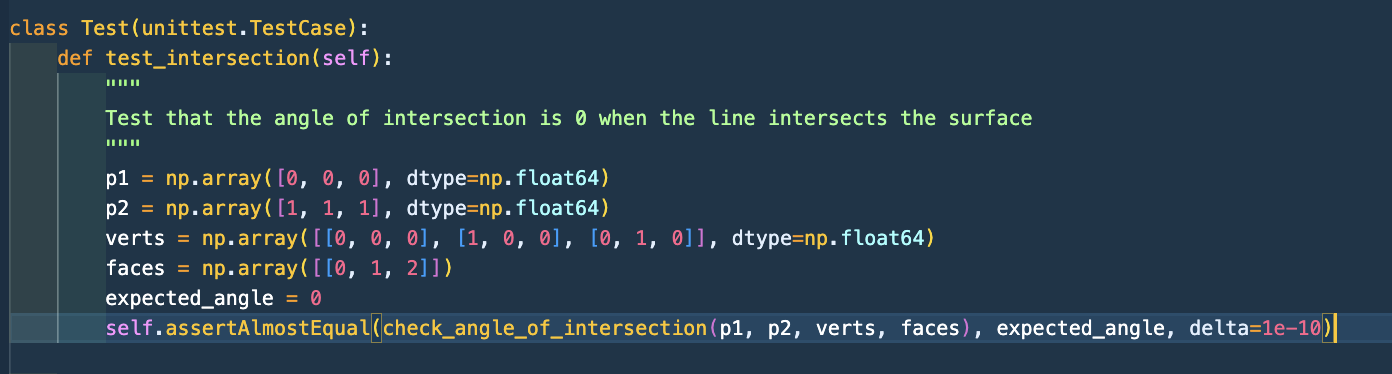 class Test(unittest.TestCase):
    def test_intersection(self):
        """
        Test that the angle of intersection is 0 when the line intersects the surface
        """
        p1 = np.array([0, 0, 0], dtype=np.float64)
        p2 = np.array([1, 1, 1], dtype=np.float64)
        verts = np.array([[0, 0, 0], [1, 0, 0], [0, 1, 0]], dtype=np.float64)
        faces = np.array([[0, 1, 2]])
        expected_angle = 0
        self.assertAlmostEqual(check_angle_of_intersection(p1, p2, verts, faces), expected_angle, delta=1e-10)